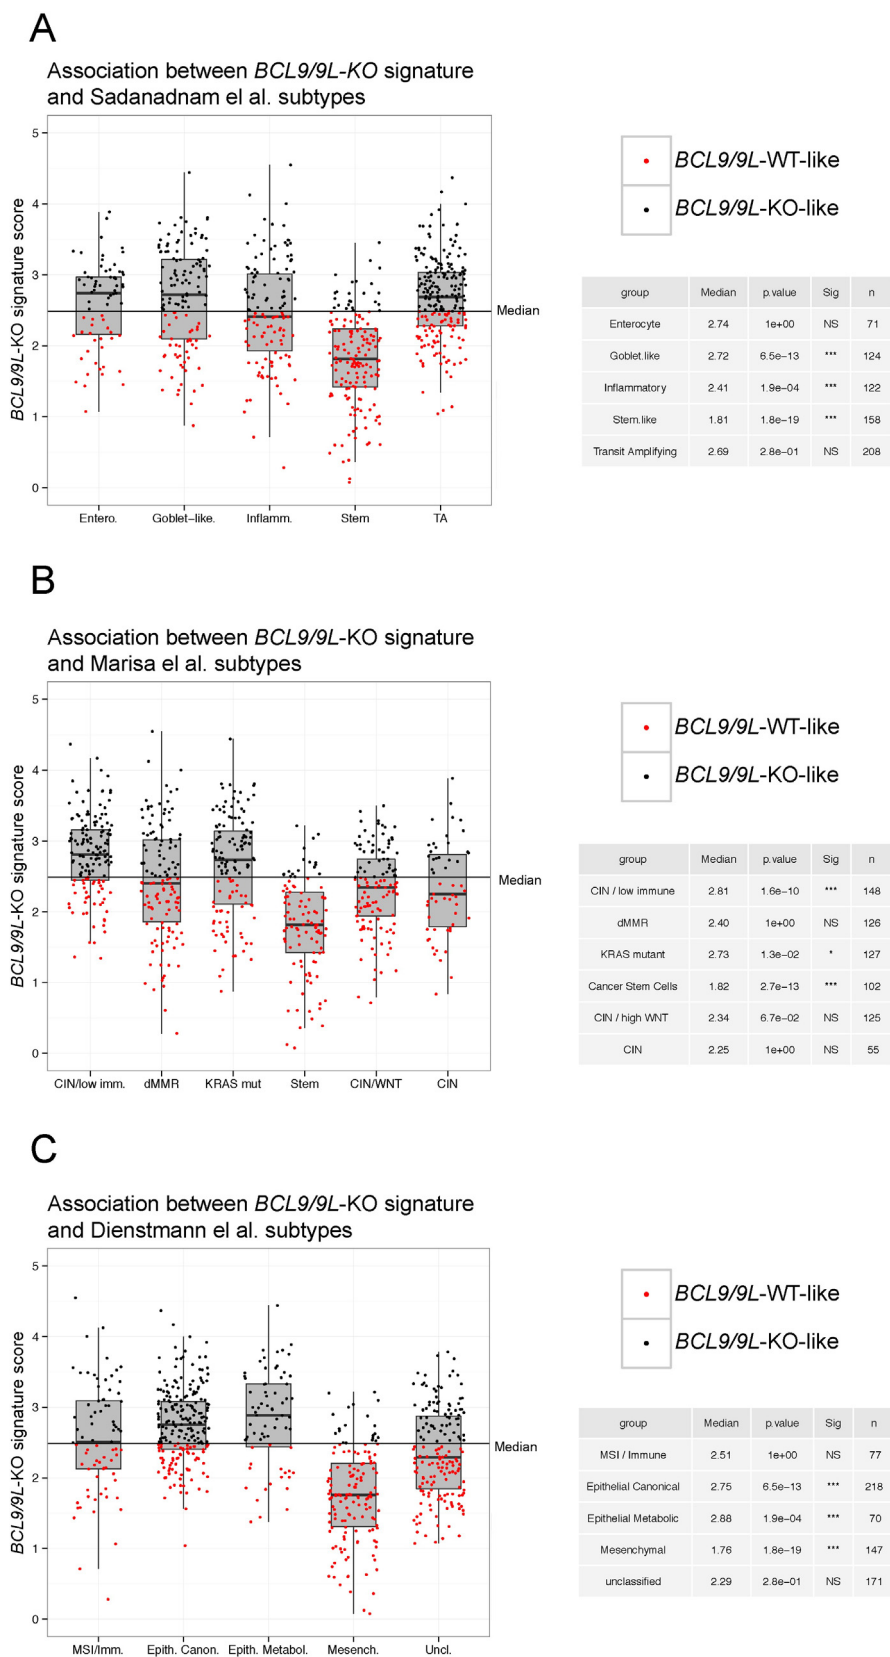 A
Association between BCL9/9L-KO signature
and Sadanadnam el al. subtypes
BCL9/9L-KO signature score
5
4
3
2
1
0
Median
Entero.
Goblet-like.
Inflamm.
Stem
TA
BCL9/9L-WT-like
BCL9/9L-KO-like
group Median p.value Sig n
Enterocyte 2.74 1e+00 NS 71
Goblet.like 2.72 6.5e-13 *** 124
Inflammatory 2.41 1.9e-04 *** 122
Stem.like 1.81 1.8e-19 *** 158
Transit Amplifying 2.69 2.8e-01 NS 208
B
Association between BCL9/9L-KO signature
and Marisa el al. subtypes
BCL9/9L-KO signature score
5
4
3
2
1
0
Median
CIN/low imm.
dMMR
KRAS mut
Stem
CIN/WNT
CIN
BCL9/9L-WT-like
BCL9/9L-KO-like
group Median p.value Sig n
CIN / low immune 2.81 1.6e-10 *** 148
dMMR 2.40 1e+00 NS 126
KRAS mutant 2.73 1.3e-02 * 127
Cancer Stem Cells 1.82 2.7e-13 *** 102
CIN / high WNT 2.34 6.7e-02 NS 125
CIN 2.25 1e+00 NS 55
C
Association between BCL9/9L-KO signature
and Dienstmann el al. subtypes
BCL9/9L-KO signature score
5
4
3
2
1
0
Median
MSI/Imm.
Epith. Canon.
Epith. Metabol.
Mesench.
Uncl.
BCL9/9L-WT-like
BCL9/9L-KO-like
group Median p.value Sig n
MSI / Immune 2.51 1e+00 NS 77
Epithelial Canonical 2.75 6.5e-13 *** 218
Epithelial Metabolic 2.88 1.9e-04 *** 70
Mesenchymal 1.76 1.8e-19 *** 147
unclassified 2.29 2.8e-01 NS 171